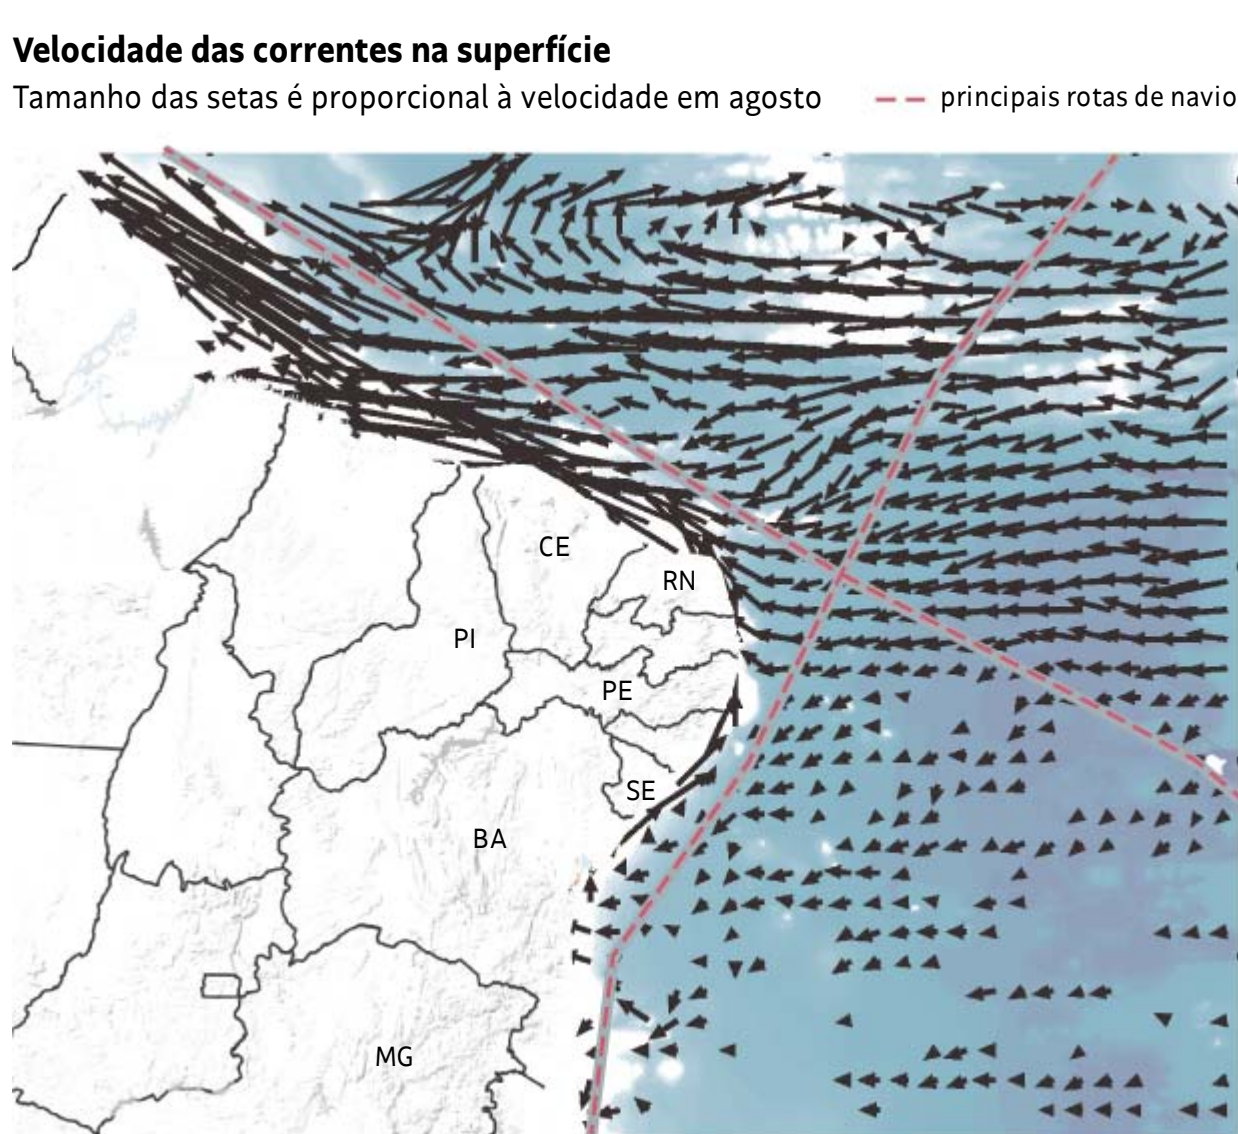 Velocidade das correntes na superfície
Tamanho das setas é proporcional à velocidade em agosto
principais rotas de navio
CE
RN
PI
PE
SE
BA
MG